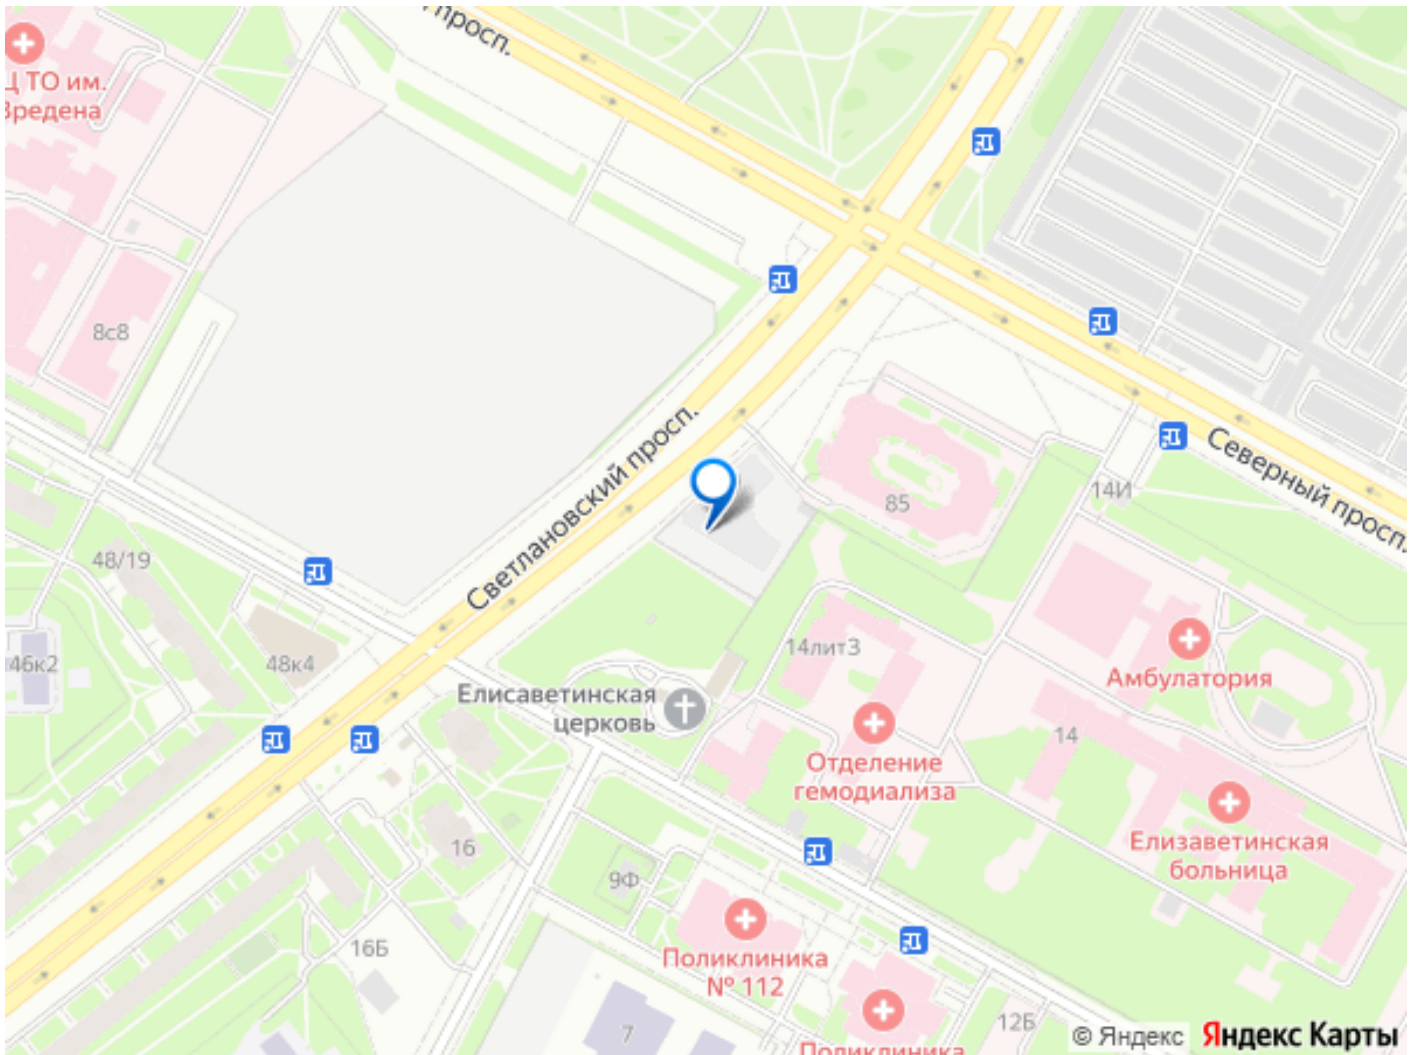 просп.
Ц ТО им.
Вредена
8с8
Светлановский просп.
Северный просп.
85
14И
48/19
46к2
48к4
14лит3
Амбулатория
Елисаветинская
церковь
14
Отделение
гемодиализа
Елизаветинская
больница
16
9Ф
16Б
Поликлиника
№ 112
7
12Б
Поликлиника
© Яндекс Яндекс Карты